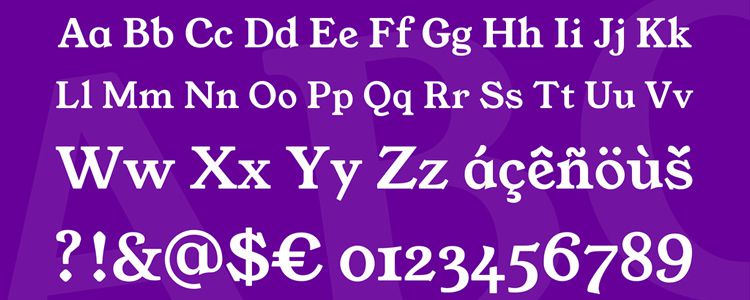 Aa Bb Cc Dd Ee Ff Gg Hh Ii Jj Kk
Ll Mm Nn Oo Pp Qq Rr Ss Tt Uu Vv
Ww Xx Yy Zz áçêñöùš
?!&@$€ 0123456789
ABC